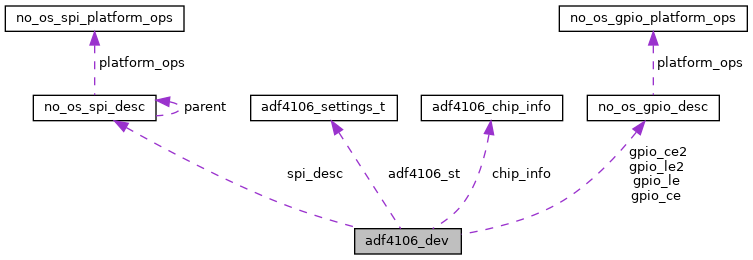 no_os_spi_platform_ops
no_os_gpio_platform_ops
platform_ops
platform_ops
no_os_spi_desc
parent
adf4106_settings_t
adf4106_chip_info
no_os_gpio_desc
spi_desc
adf4106_st
chip_info
gpio_ce2
gpio_le2
gpio_le
gpio_ce
adf4106_dev